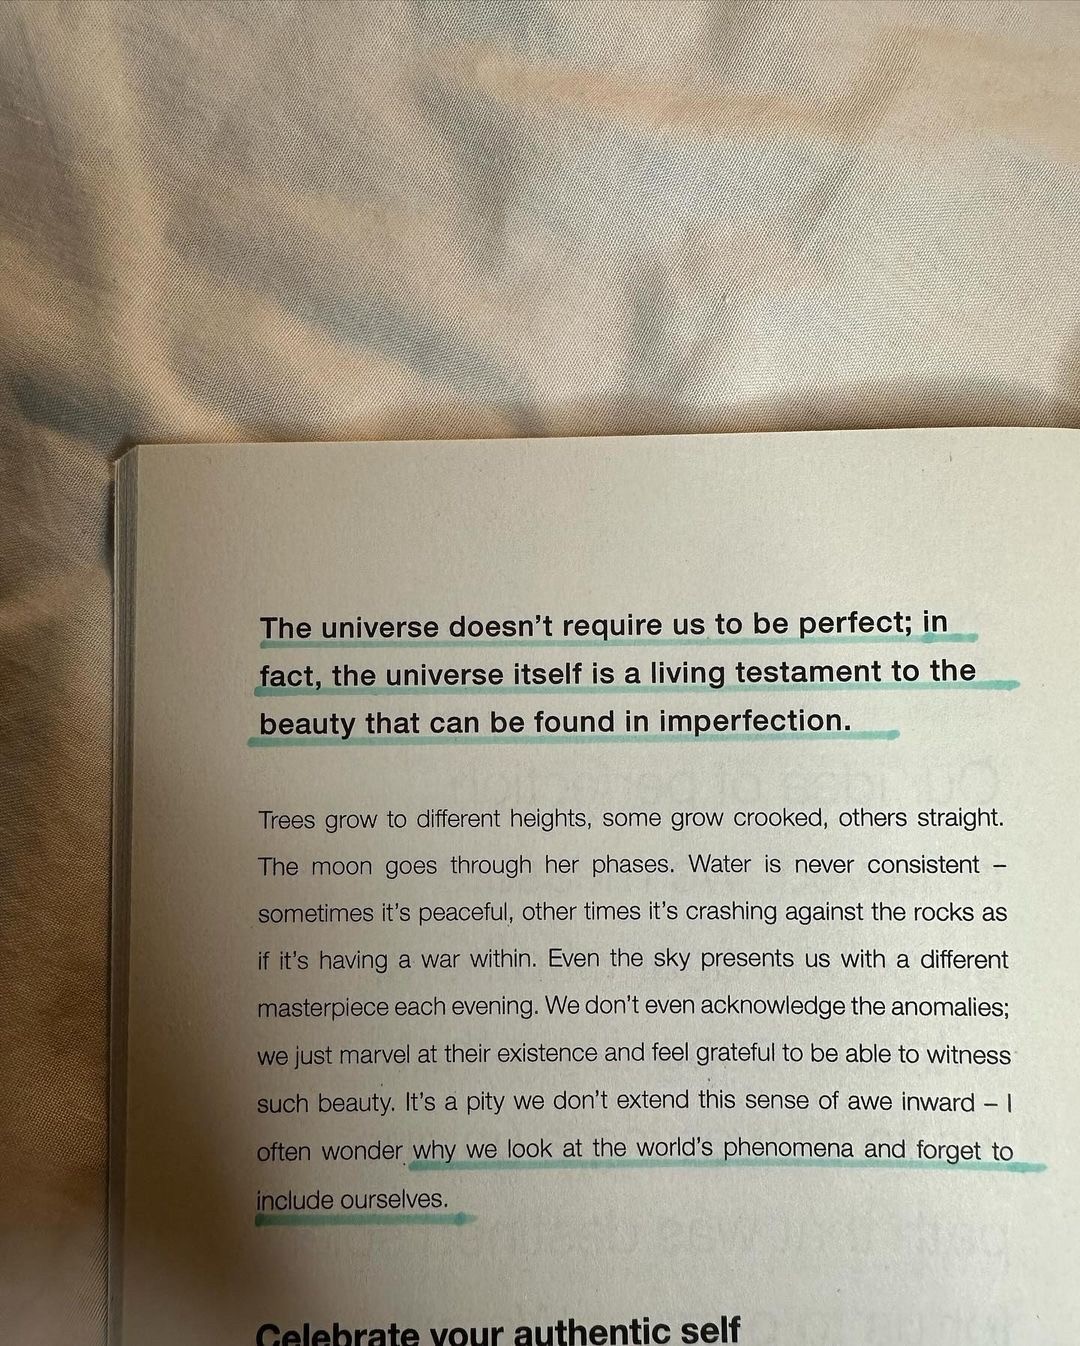 The universe doesn't require us to be perfect; in
fact, the universe itself is a living testament to the
beauty that can be found in imperfection.
Trees grow to different heights, some grow crooked, others straight.
The moon goes through her phases. Water is never consistent –
sometimes it's peaceful, other times it's crashing against the rocks as
if it's having a war within. Even the sky presents us with a different
masterpiece each evening. We don't even acknowledge the anomalies;
we just marvel at their existence and feel grateful to be able to witness
such beauty. It's a pity we don't extend this sense of awe inward – I
often wonder why we look at the world's phenomena and forget to
include ourselves.
Celebrate your authentic self